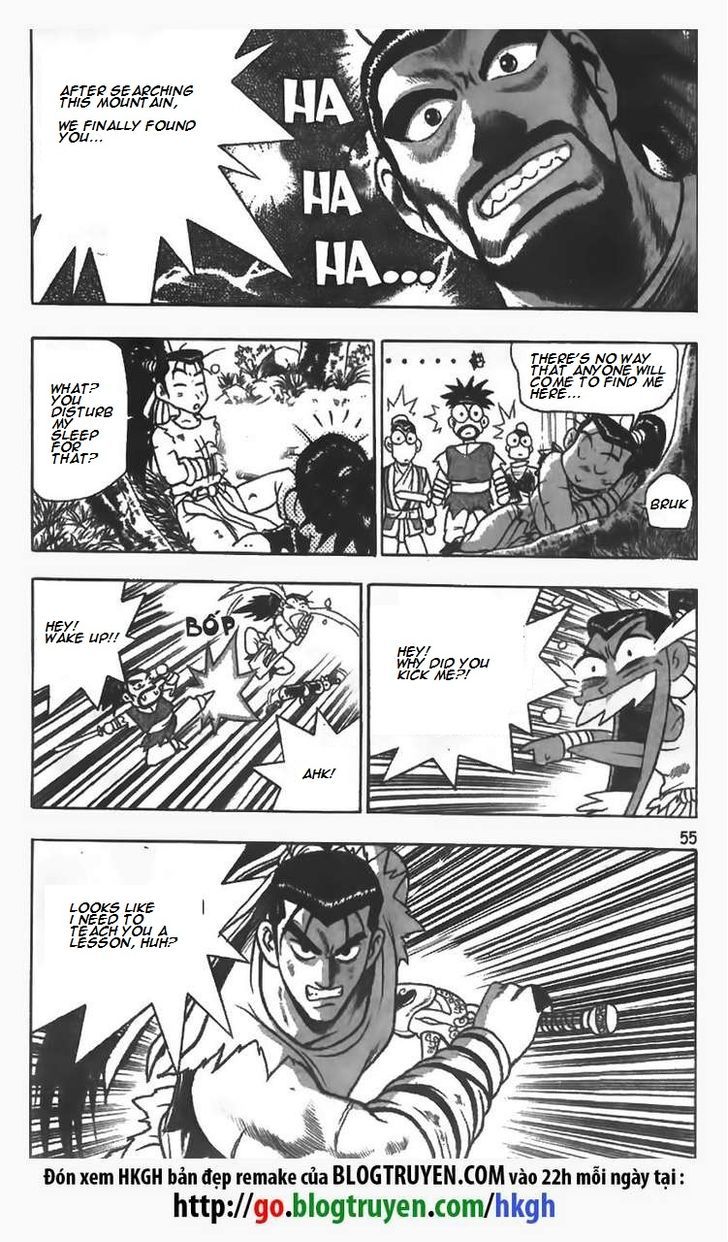 AFTER SEARCHING
THIS MOUNTAIN,
WE FINALLY FOUND
YOU...
HA
HA
HA...
WHAT?
YOU
DISTURB
MY
SLEEP
FOR
THAT?
THERE'S NO WAY
THAT ANYONE WILL
COME TO FIND ME
HERE...
BRUK
HEY!
WAKE UP!!
BỐP
AHK!
HEY!
WHY DID YOU
KICK ME?!
55
LOOKS LIKE
I NEED TO
TEACH YOU A
LESSON, HUH?
Đón xem HKGH bản đẹp remake của BLOGTRUYEN.COM vào 22h mỗi ngày tại :
http://go.blogtruyen.com/hkgh